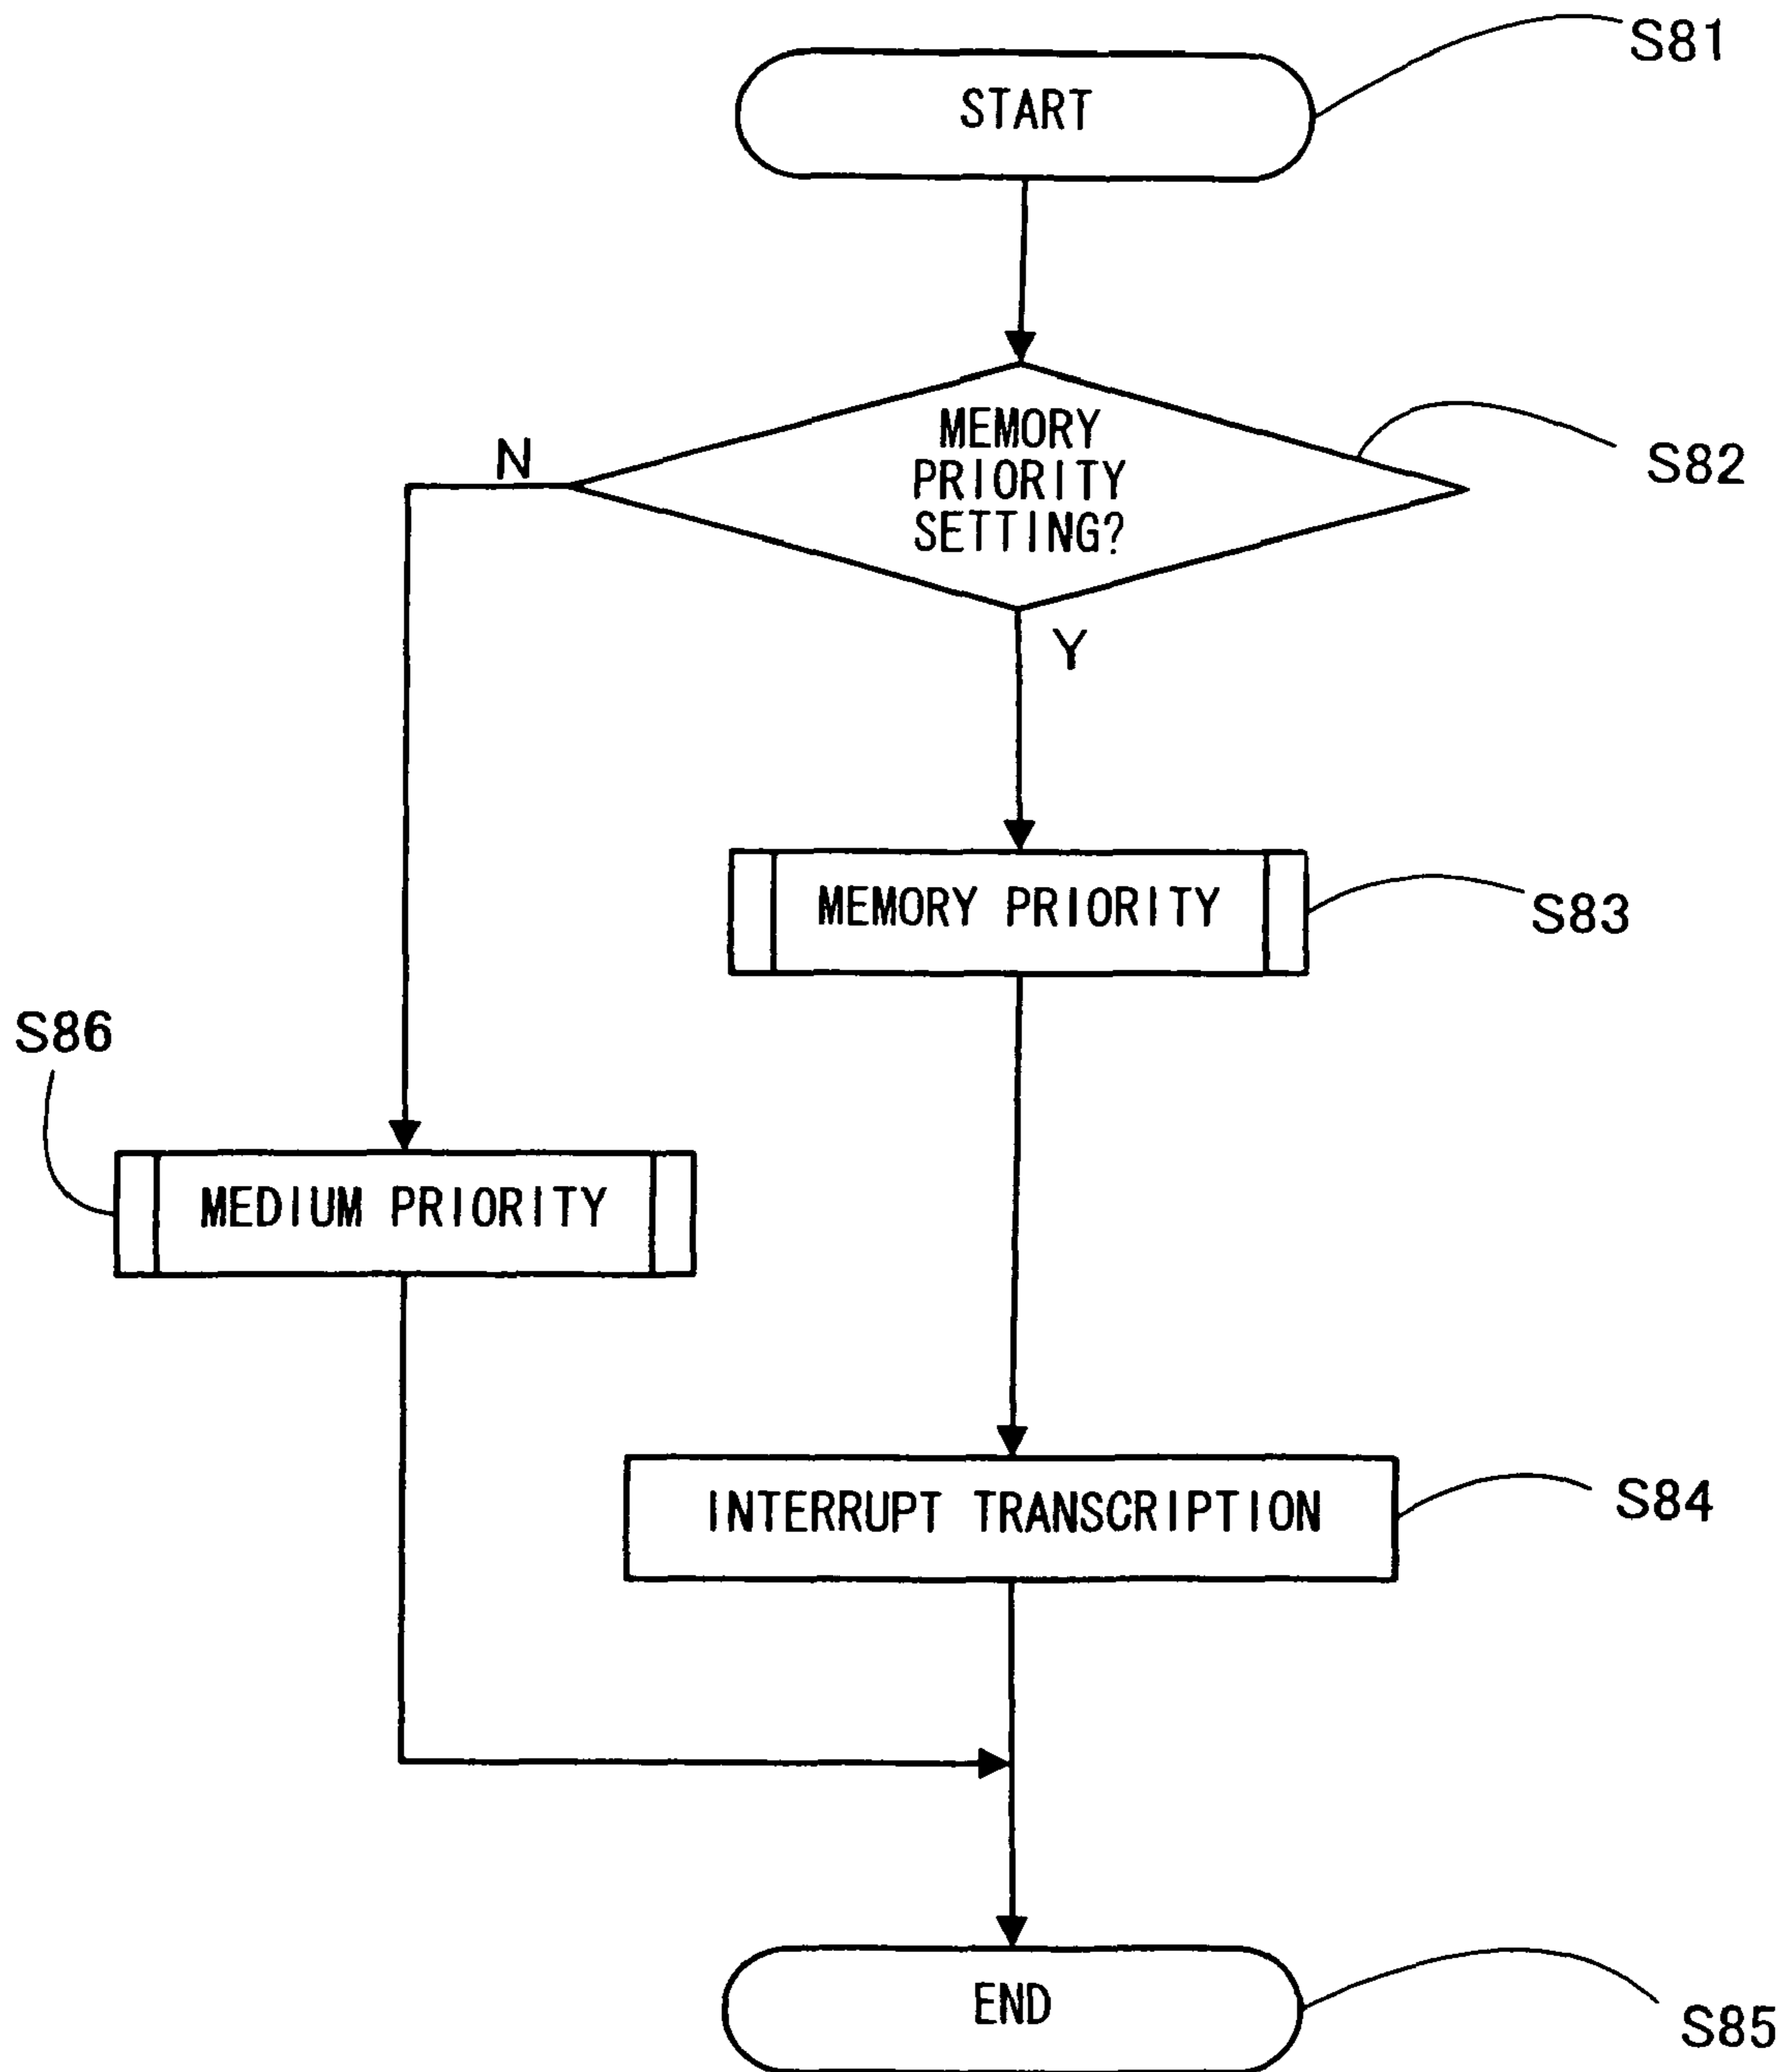 S81
START
MEMORY
PRIORITY
SETTING?
S82
N
Y
MEMORY PRIORITY
S83
S86
MEDIUM PRIORITY
INTERRUPT TRANSCRIPTION
S84
END
S85